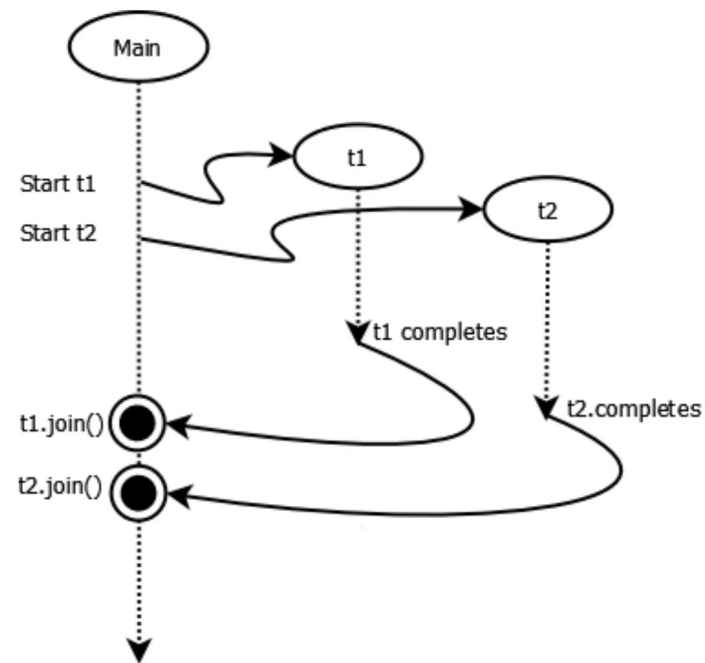 Main
t1
Start t1
t2
Start t2
t1 completes
t2.completes
t1.join()
t2.join()